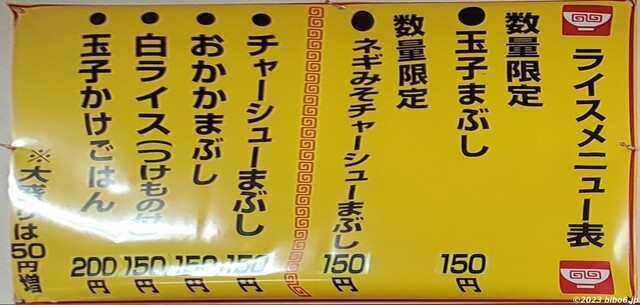 ライスメニュー表
数量限定
●玉子まぶし 150円
数量限定
●ネギみそチャーシューまぶし 150円
チャーシューまぶし 150円
●おかかまぶし 150円
●白ライス(つけもの付) 150円
●玉子かけごはん 200円
※大盛りは50円増
©2023 bibo6.jp